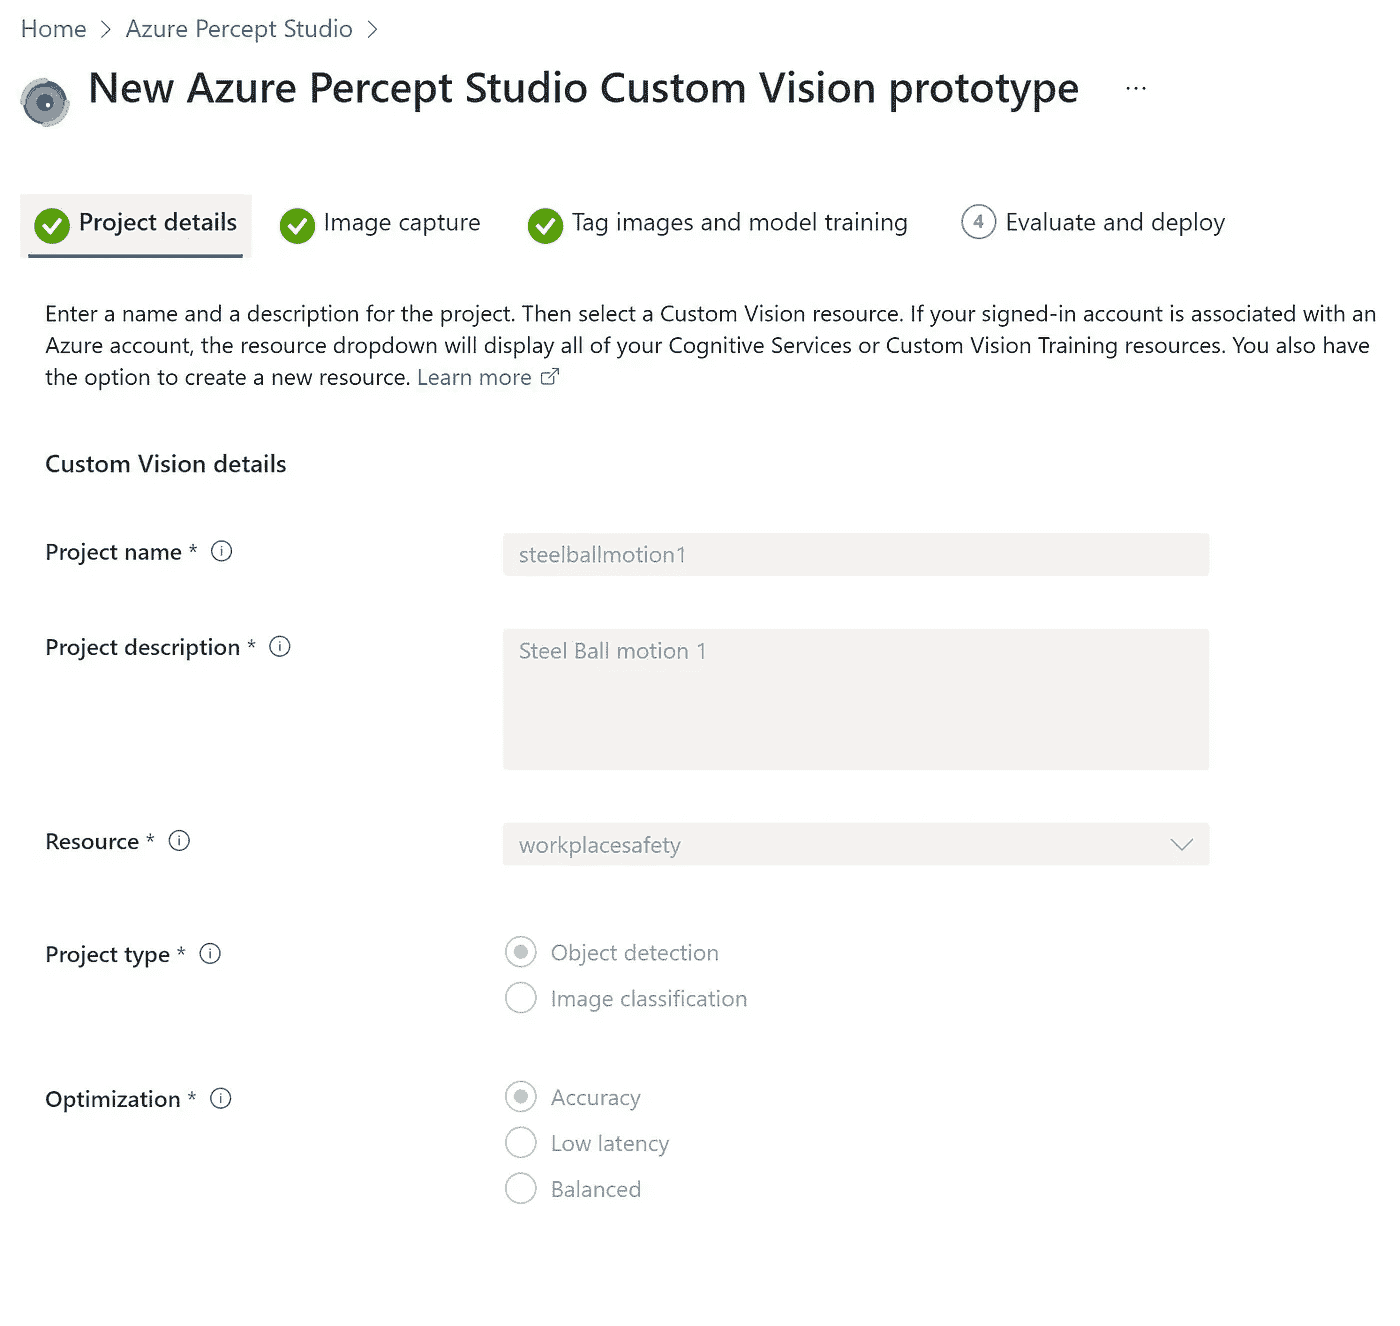 Home > Azure Percept Studio >
New Azure Percept Studio Custom Vision prototype ...
Project details Image capture Tag images and model training 4 Evaluate and deploy
Enter a name and a description for the project. Then select a Custom Vision resource. If your signed-in account is associated with an
Azure account, the resource dropdown will display all of your Cognitive Services or Custom Vision Training resources. You also have
the option to create a new resource. Learn more
Custom Vision details
Project name * steelballmotion1
Project description * Steel Ball motion 1
Resource * workplacesafety
Project type * Object detection
Image classification
Optimization * Accuracy
Low latency
Balanced